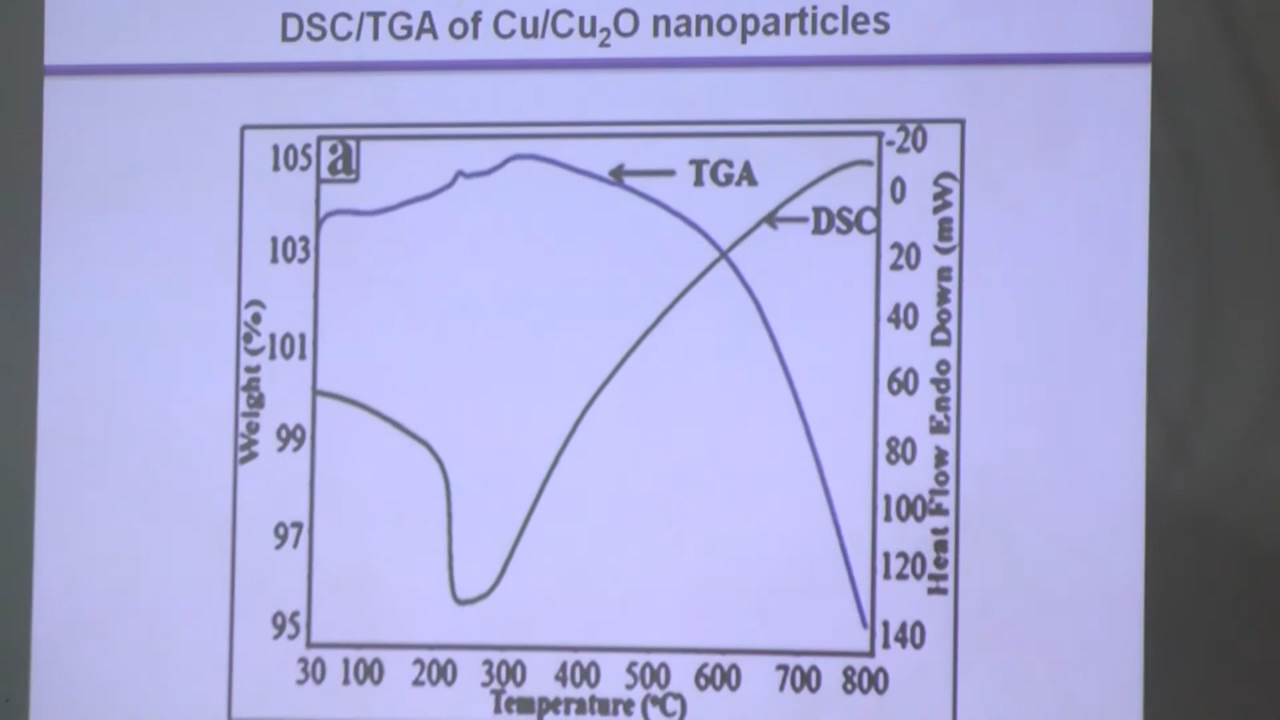 DSC/TGA of Cu/Cu₂O nanoparticles
a
TGA
DSC
Weight (%)
105
103
101
99
97
95
-20
0
20
40
60
80
100
120
140
Heat Flow Endo Down (mW)
30 100 200 300 400 500 600 700 800
Temperature (°C)